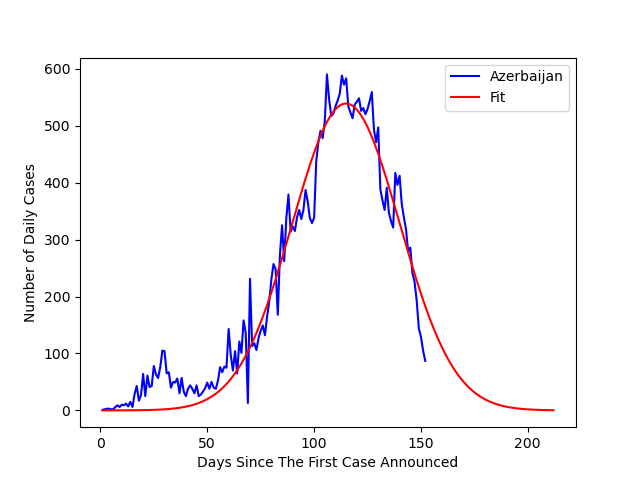 Azerbaijan
Fit
600
500
400
300
200
100
0
Number of Daily Cases
0 50 100 150 200
Days Since The First Case Announced